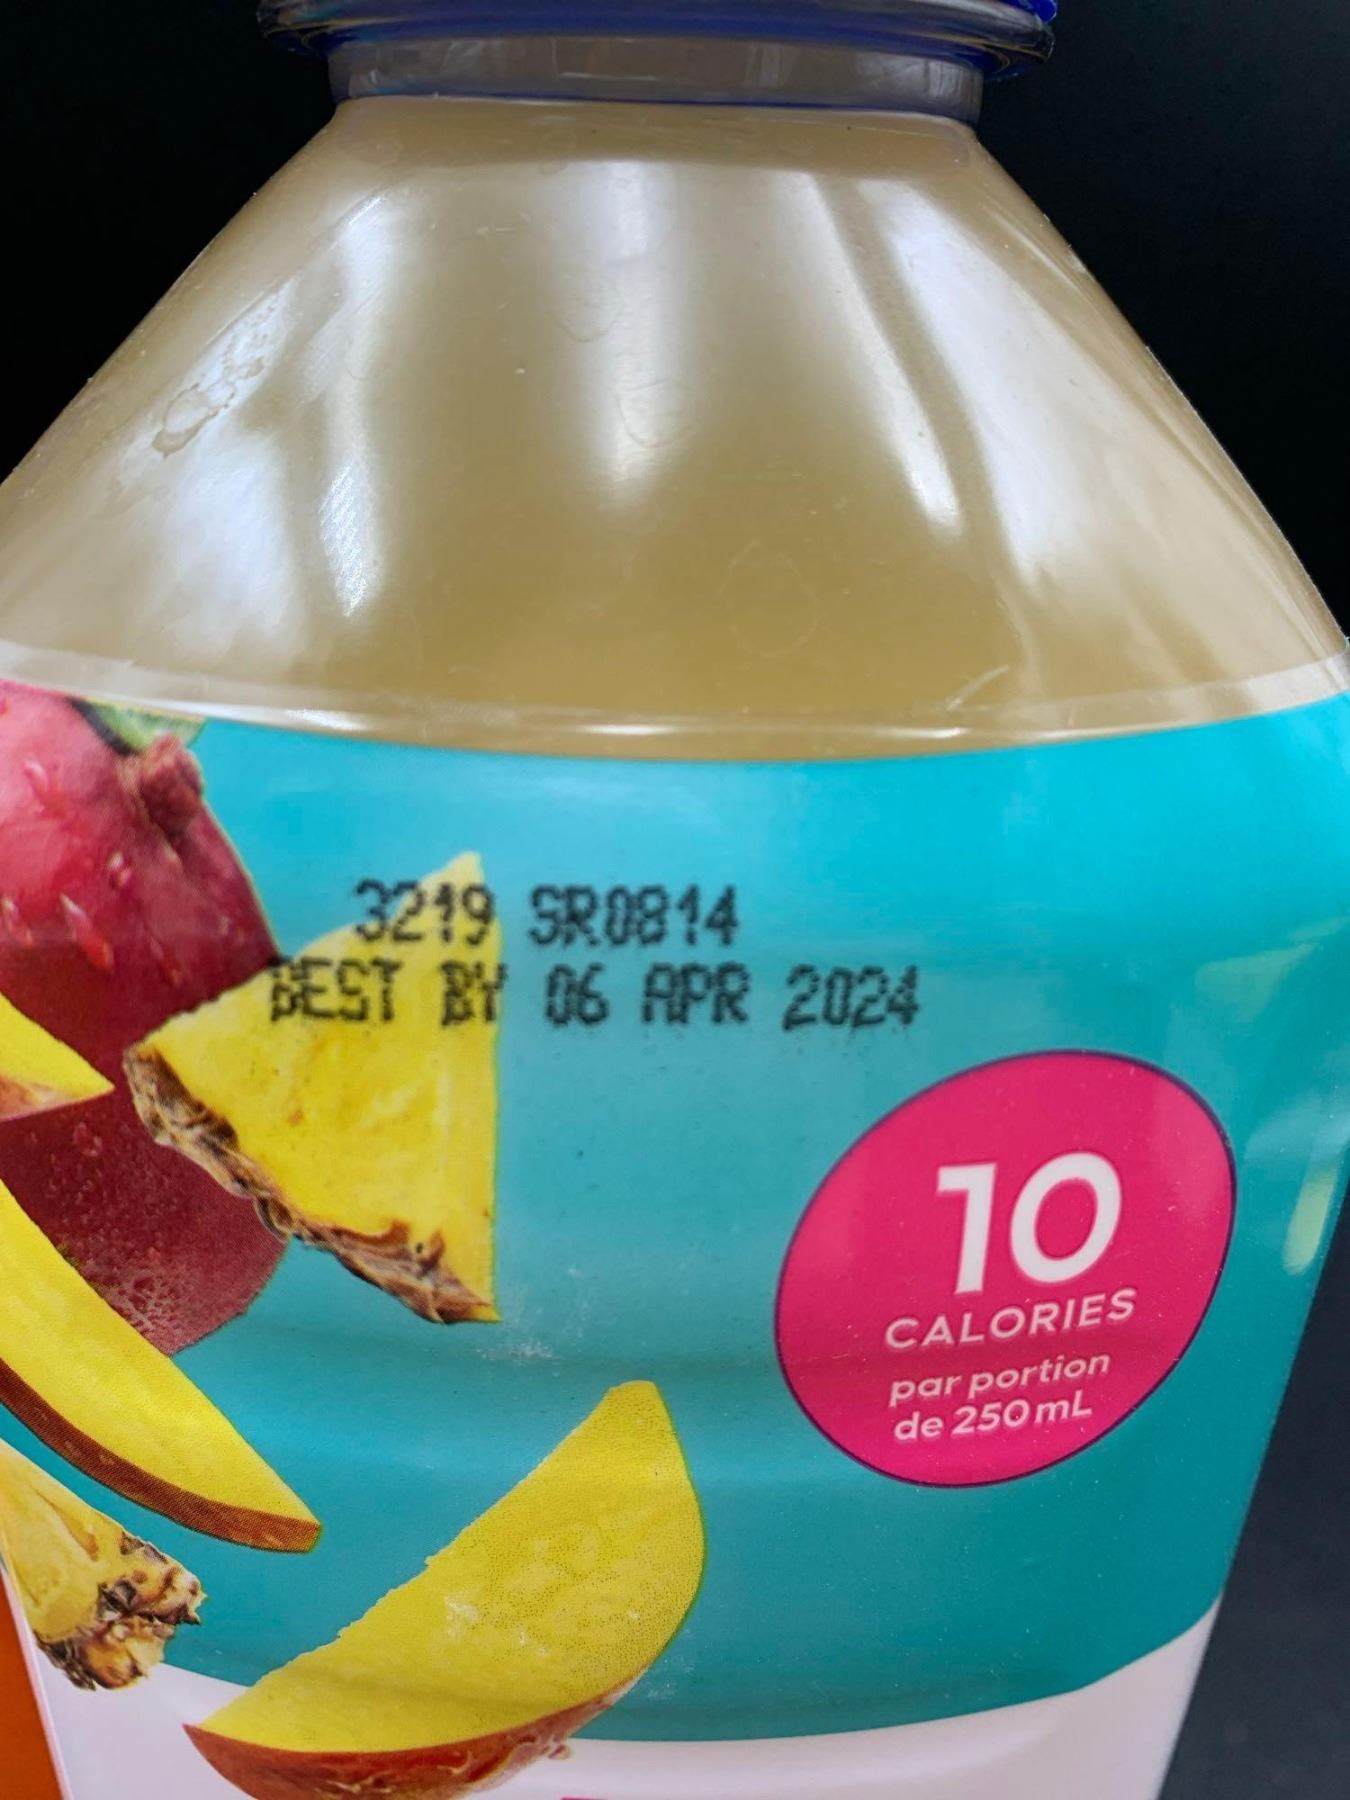 3219 SR0814
BEST BY 06 APR 2024
10
CALORIES
par portion
de 250 mL